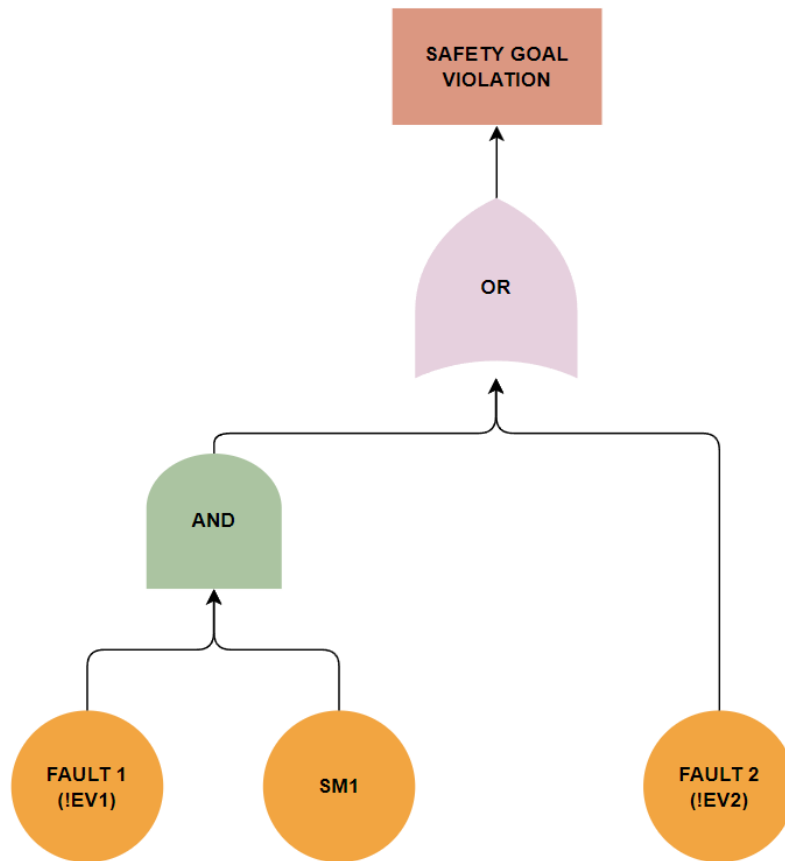 SAFETY GOAL
VIOLATION
OR
AND
FAULT 1
(!EV1)
SM1
FAULT 2
(!EV2)